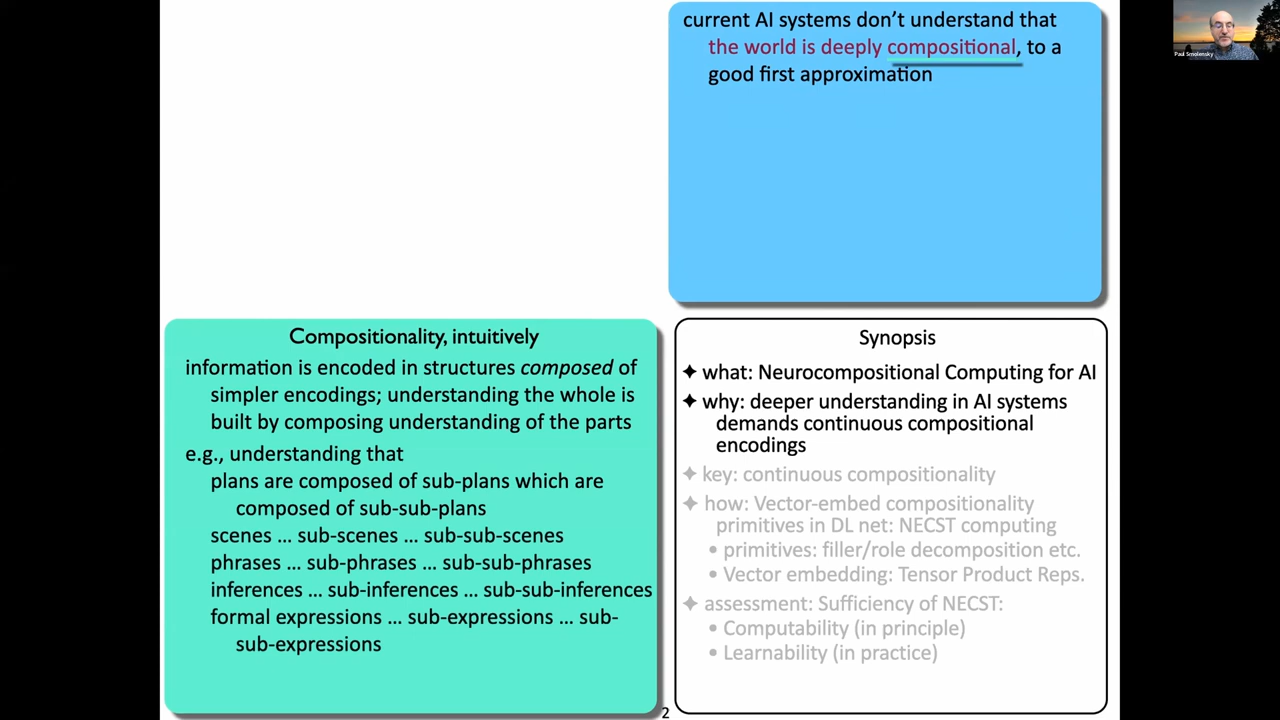 current AI systems don't understand that
the world is deeply compositional, to a
good first approximation
Paul Smolensky
Compositionality, intuitively
information is encoded in structures composed of
simpler encodings; understanding the whole is
built by composing understanding of the parts
e.g., understanding that
plans are composed of sub-plans which are
composed of sub-sub-plans
scenes ... sub-scenes ... sub-sub-scenes
phrases ... sub-phrases ... sub-sub-phrases
inferences ... sub-inferences ... sub-sub-inferences
formal expressions ... sub-expressions ... sub-
sub-expressions
Synopsis
✦ what: Neurocompositional Computing for AI
✦ why: deeper understanding in AI systems
demands continuous compositional
encodings
✦ key: continuous compositionality
✦ how: Vector-embed compositionality
primitives in DL net: NECST computing
• primitives: filler/role decomposition etc.
• Vector embedding: Tensor Product Reps.
✦ assessment: Sufficiency of NECST:
• Computability (in principle)
• Learnability (in practice)
2